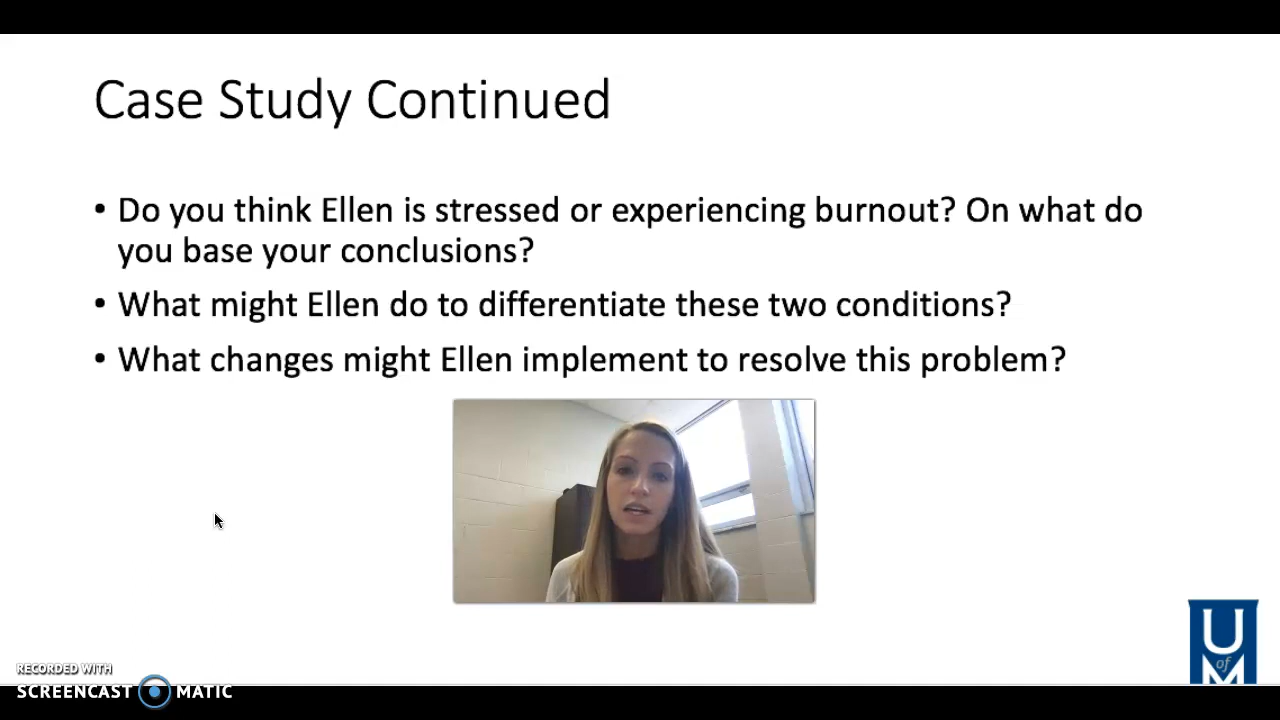 Case Study Continued
• Do you think Ellen is stressed or experiencing burnout? On what do
you base your conclusions?
• What might Ellen do to differentiate these two conditions?
• What changes might Ellen implement to resolve this problem?
U
of
M
RECORDED WITH
SCREENCAST MATIC